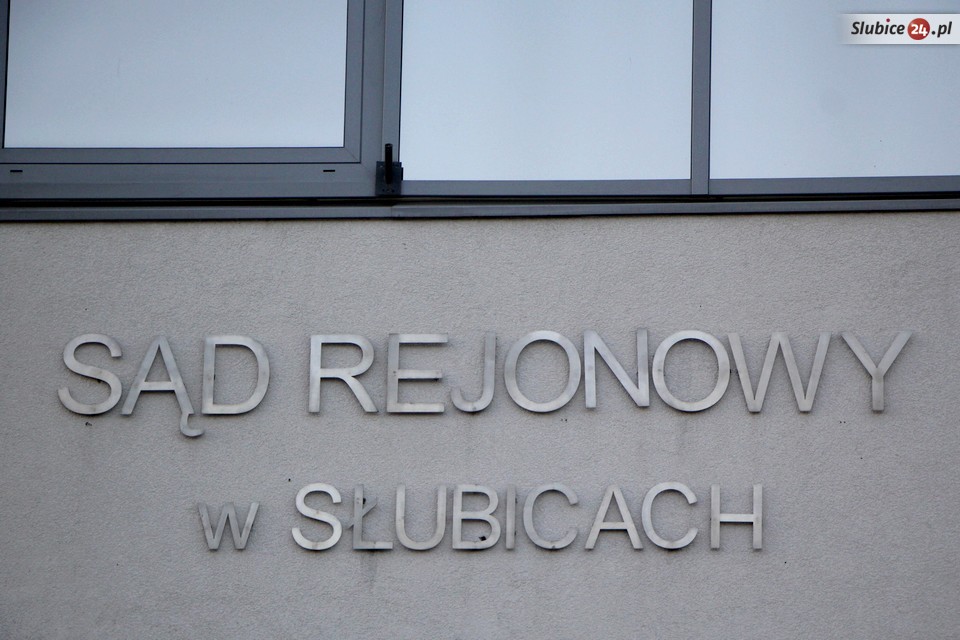 Slubice24.pl
SĄD REJONOWY
w SŁUBICACH